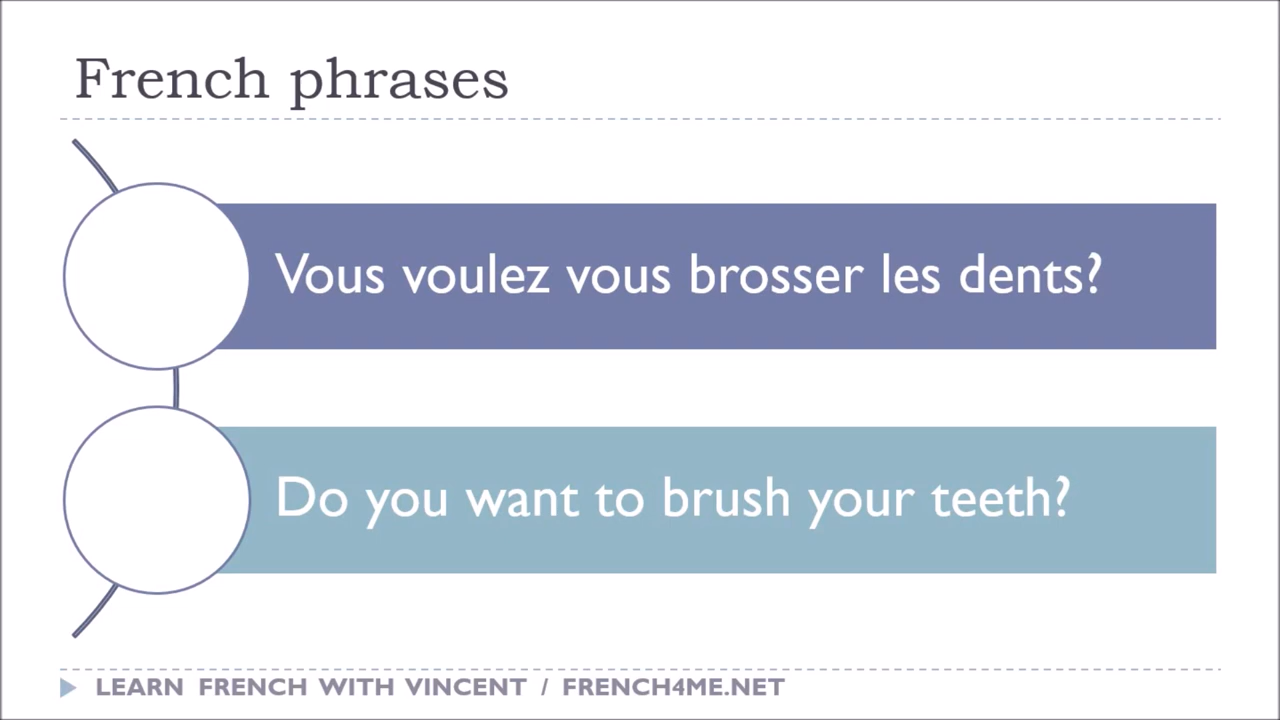 French phrases
Vous voulez vous brosser les dents?
Do you want to brush your teeth?
LEARN FRENCH WITH VINCENT / FRENCH4ME.NET